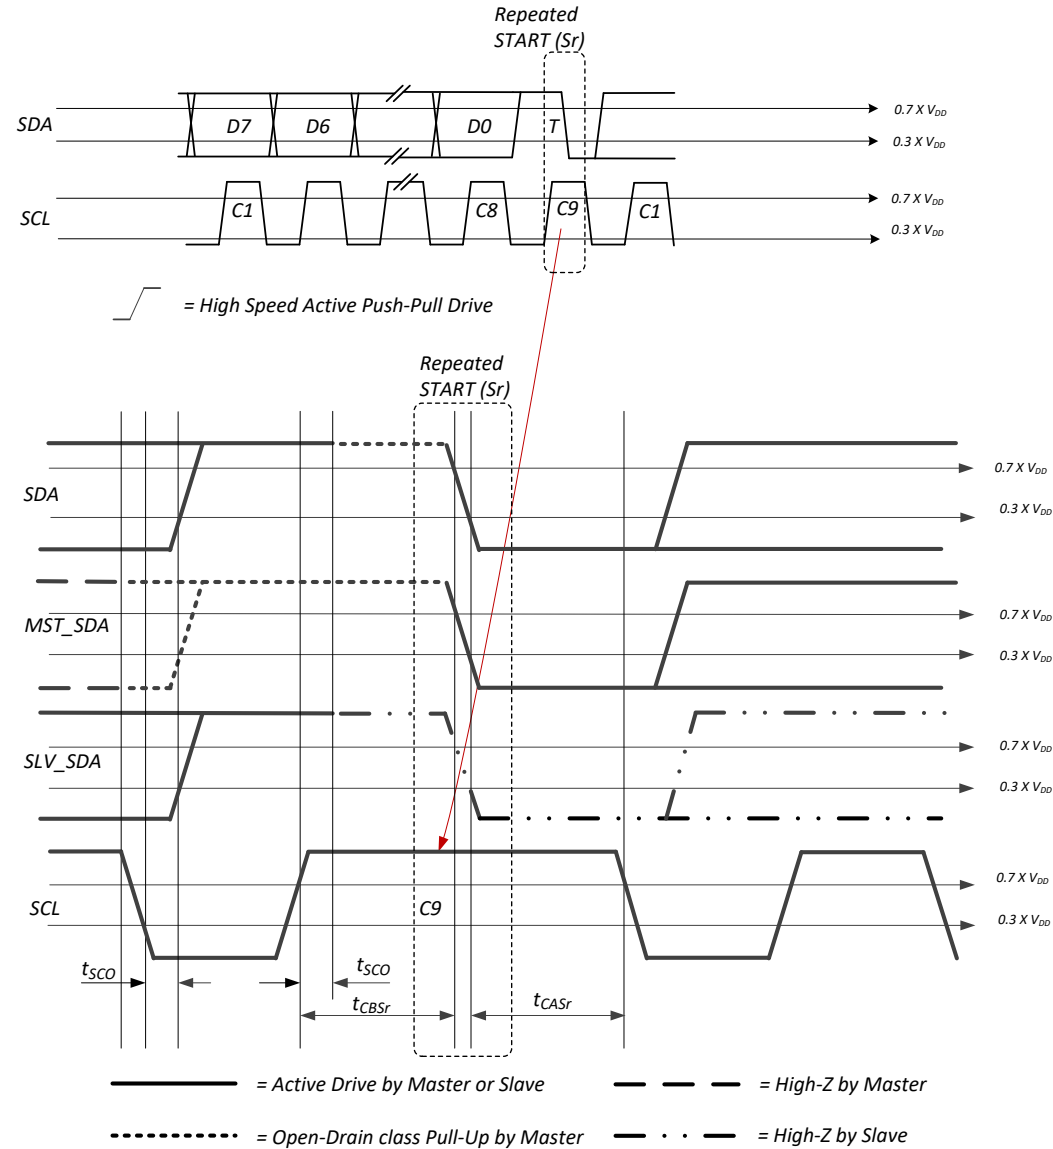 Repeated
START (Sr)
SDA
D7
D6
D0
T
0.7 X VDD
0.3 X VDD
SCL
C1
C8
C9
C1
0.7 X VDD
0.3 X VDD
= High Speed Active Push-Pull Drive
Repeated
START (Sr)
SDA
0.7 X VDD
0.3 X VDD
MST_SDA
0.7 X VDD
0.3 X VDD
SLV_SDA
0.7 X VDD
0.3 X VDD
SCL
C9
0.7 X VDD
0.3 X VDD
tSCO
tSCO
tCBSr
tCASr
= Active Drive by Master or Slave
= High-Z by Master
= Open-Drain class Pull-Up by Master
= High-Z by Slave